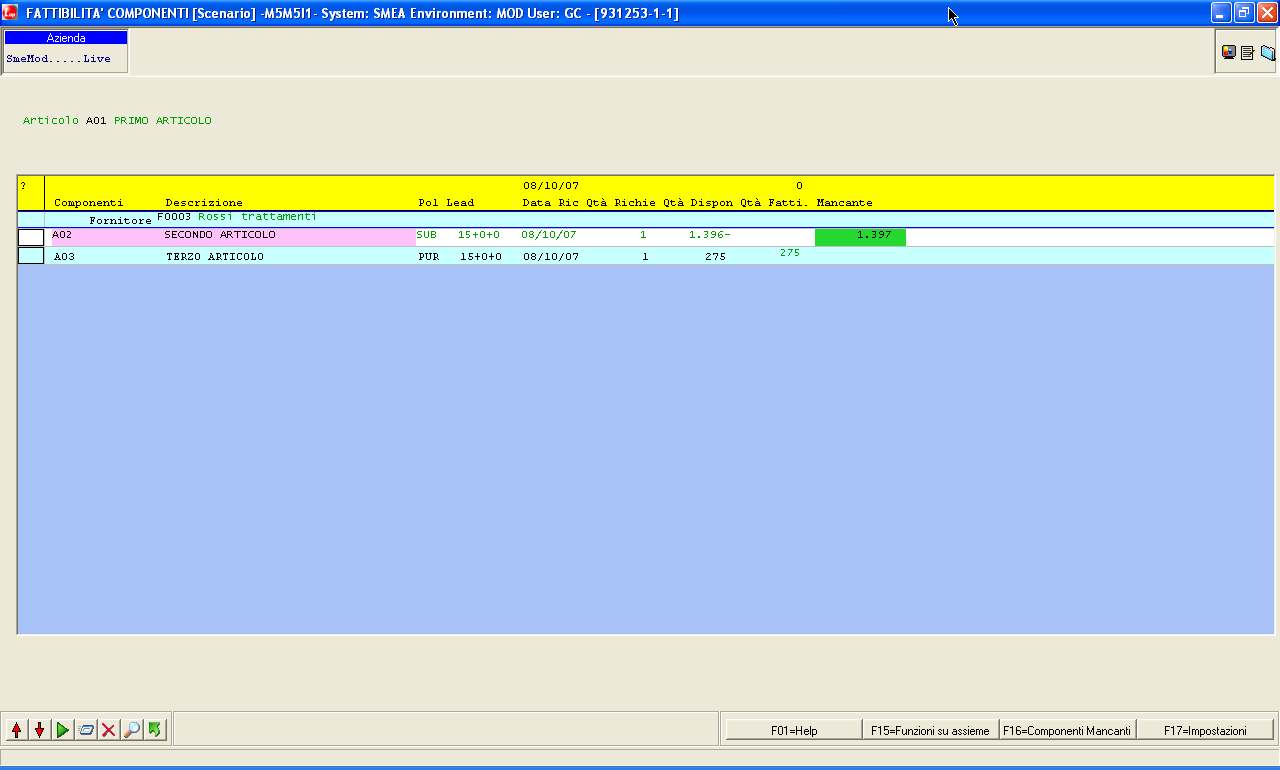 FATTIBILITA' COMPONENTI [Scenario] -M5M5I1- System: SMEA Environment: MOD User: GC - [931253-1-1]
Azienda
SmeMod.....Live
Articolo A01 PRIMO ARTICOLO
? 08/10/07 0
Componenti Descrizione Pol Lead Data Ric Qtà Richie Qtà Dispon Qtà Fatti. Mancante
Fornitore F0003 Rossi trattamenti
A02 SECONDO ARTICOLO SUB 15+0+0 08/10/07 1 1.396- 1.397
A03 TERZO ARTICOLO PUR 15+0+0 08/10/07 1 275 275
F01=Help F15=Funzioni su assieme F16=Componenti Mancanti F17=Impostazioni